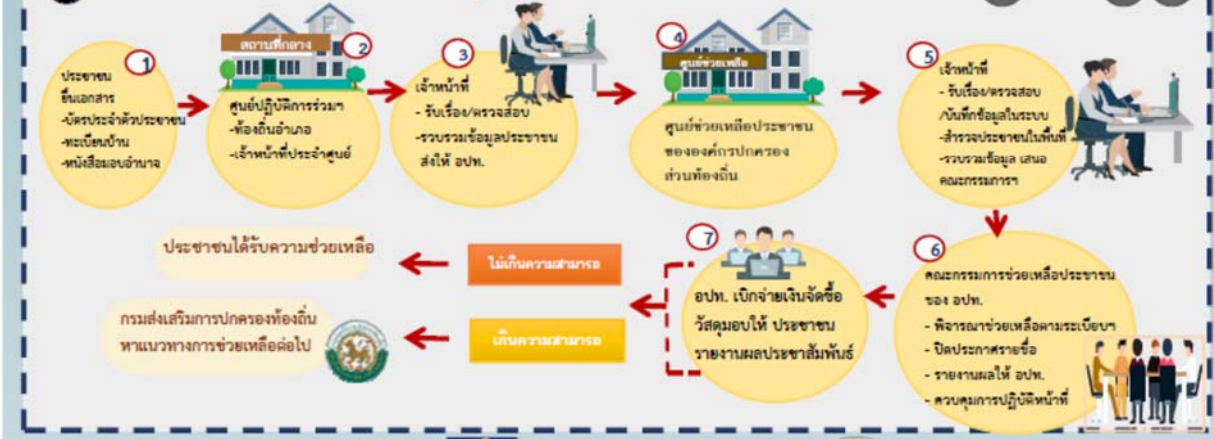 1
ประชาชน
ยื่นเอกสาร
-บัตรประจำตัวประชาชน
-ทะเบียนบ้าน
-หนังสือมอบอำนาจ
สถานที่กลาง
2
ศูนย์ปฏิบัติการร่วมฯ
-ท้องถิ่นอำเภอ
-เจ้าหน้าที่ประจำศูนย์
3
เจ้าหน้าที่
- รับเรื่อง/ตรวจสอบ
-รวบรวมข้อมูลประชาชน
ส่งให้ อปท.
4
ศูนย์ช่วยเหลือ
ศูนย์ช่วยเหลือประชาชน
ขององค์กรปกครอง
ส่วนท้องถิ่น
5
เจ้าหน้าที่
- รับเรื่อง/ตรวจสอบ
/บันทึกข้อมูลในระบบ
-สำรวจประชาชนในพื้นที่
-รวบรวมข้อมูล เสนอ
คณะกรรมการฯ
6
คณะกรรมการช่วยเหลือประชาชน
ของ อปท.
- พิจารณาช่วยเหลือตามระเบียบฯ
- ปิดประกาศรายชื่อ
- รายงานผลให้ อปท.
- ควบคุมการปฏิบัติหน้าที่
7
อปท. เบิกจ่ายเงินจัดซื้อ
วัสดุมอบให้ ประชาชน
รายงานผลประชาสัมพันธ์
ไม่เกินความสามารถ
ประชาชนได้รับความช่วยเหลือ
เกินความสามารถ
กรมส่งเสริมการปกครองท้องถิ่น
หาแนวทางการช่วยเหลือต่อไป